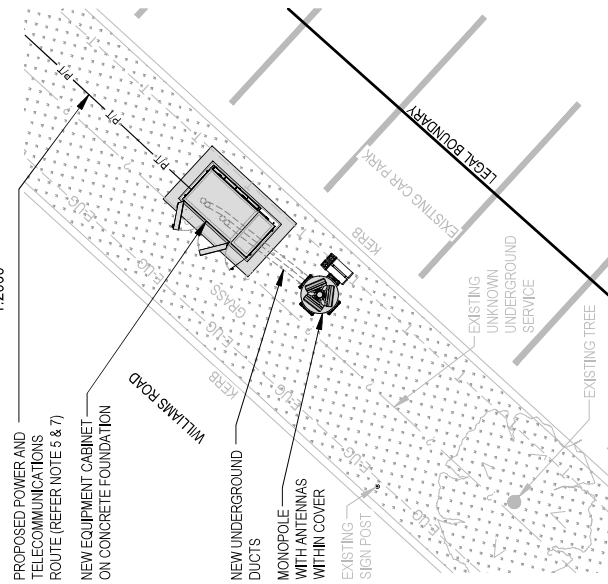 1:2000
PROPOSED POWER AND
TELECOMMUNICATIONS
ROUTE (REFER NOTE 5 & 7)
NEW EQUIPMENT CABINET
ON CONCRETE FOUNDATION
NEW UNDERGROUND
DUCTS
MONOPOLE
WITH ANTENNAS
WITHIN COVER
EXISTING
SIGN POST
WILLIAMS ROAD
KERB
GRASS
KERB
P/T
P/T
P/T
E-UG
E-UG
E-UG
E-UG
E-UG
E-UG
?
?
?
LEGAL BOUNDARY
EXISTING CAR PARK
EXISTING
UNKNOWN
UNDERGROUND
SERVICE
EXISTING TREE